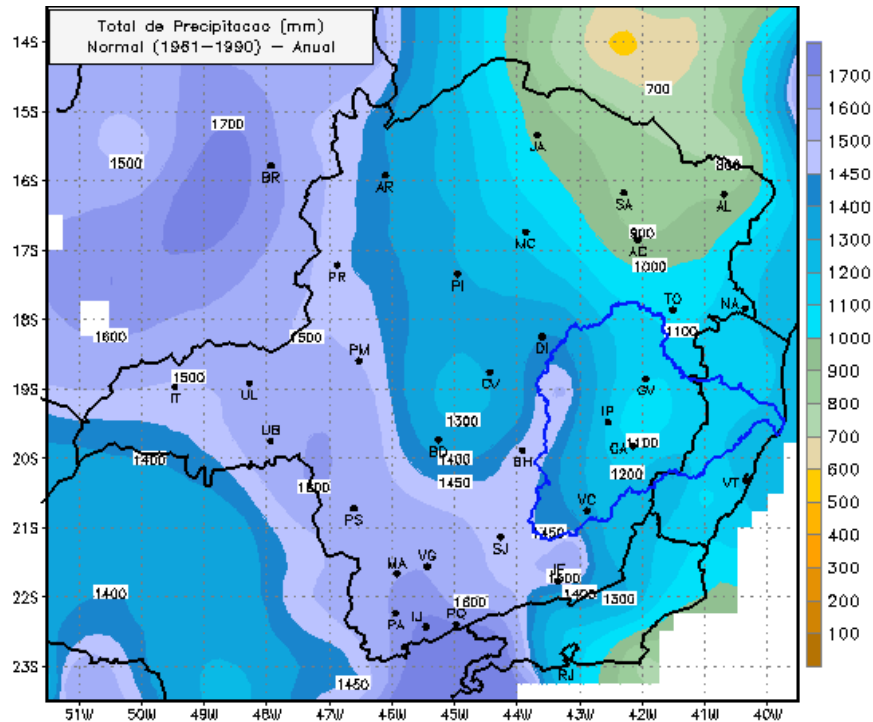 Total de Precipitacao (mm)
Normal (1961-1990) - Anual
14S
15S
16S
17S
18S
19S
20S
21S
22S
23S
51W
50W
49W
48W
47W
46W
45W
44W
43W
42W
41W
40W
1700
1600
1500
1450
1400
1300
1200
1100
1000
900
800
700
600
500
400
300
200
100
700
1700
1500
BR
AR
JA
SA
AL
900
AC
1000
MC
PR
PI
TO
NA
1100
1600
1500
DI
PM
1500
IT
UL
CV
GV
1300
IP
UB
BD
1400
1450
BH
CA
1100
1200
1400
VT
PS
VC
1450
SJ
MA
VG
JF
1400
1300
1400
PA
IJ
1600
PQ
RJ
1450